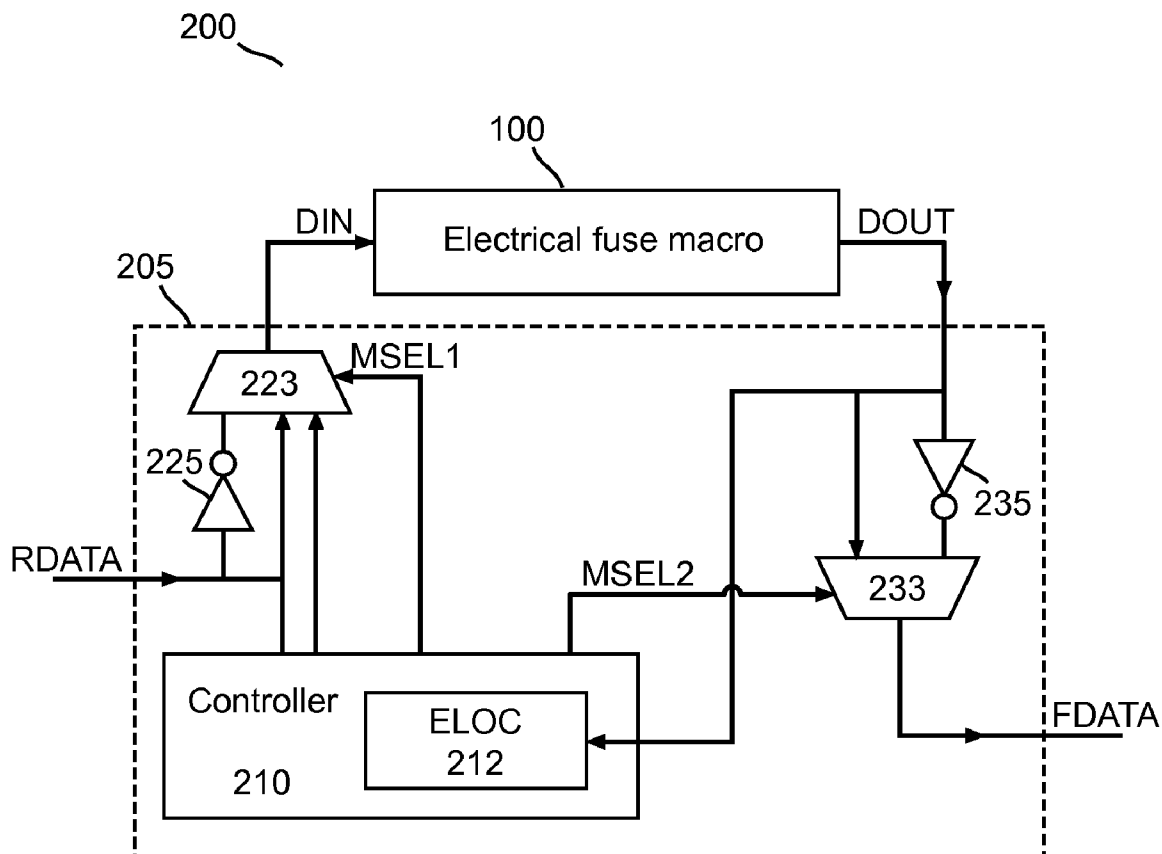 200
100
DIN
Electrical fuse macro
DOUT
205
223
MSEL1
225
235
RDATA
MSEL2
233
Controller
ELOC
212
210
FDATA